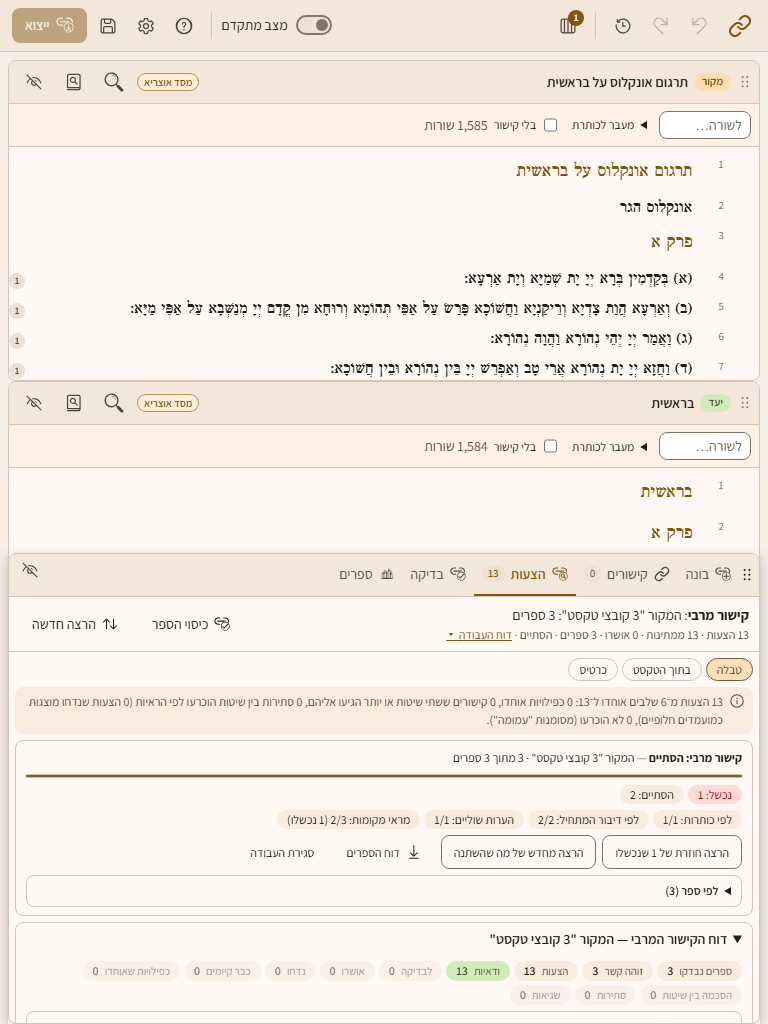 מצב מתקדם
ייצוא
1
מקור תרגום אונקלוס על בראשית
מסד אוצריא
לשורה... מעבר לכותרת בלי קישור 1,585 שורות
1 תרגום אונקלוס על בראשית
2 אונקלוס הגר
3 פרק א
4 (א) בְּקַדְמִין בְּרָא יְיָ יָת שְׁמַיָּא וְיָת אַרְעָא: 1
5 (ב) וְאַרְעָא הֲוַת צָדְיָא וְרֵיקַנְיָא וַחֲשׁוֹכָא פָּרֵשׂ עַל אַפֵּי תְהוֹמָא וְרוּחָא מִן קֳדָם יְיָ מְנַשְּׁבָא עַל אַפֵּי מַיָּא: 1
6 (ג) וַאֲמַר יְיָ יְהֵי נְהוֹרָא וַהֲוָה נְהוֹרָא: 1
7 (ד) וַחֲזָא יְיָ יָת נְהוֹרָא אֲרֵי טָב וְאַפְרֵשׁ יְיָ בֵּין נְהוֹרָא וּבֵין חֲשׁוֹכָא: 1
יעד בראשית
מסד אוצריא
לשורה... מעבר לכותרת בלי קישור 1,584 שורות
1 בראשית
2 פרק א
בונה קישורים 0 הצעות 13 בדיקה ספרים
קישור מרבי: המקור "3 קובצי טקסט": 3 ספרים
13 הצעות · 13 ממתינות · 0 אושרו · 3 ספרים · הסתיים · דוח העבודה
כיסוי הספר הרצה חדשה
טבלה בתוך הטקסט כרטיס
13 הצעות מ־6 שלבים אוחדו ל־13: 0 כפילויות אוחדו, 0 קישורים ששתי שיטות או יותר הגיעו אליהם, 0 סתירות בין שיטות הוכרעו לפי הראיות (0 הצעות שנדחו מוצגות
כמועמדים חלופיים), 0 לא הוכרעו (מסומנות "עמומה").
קישור מרבי: הסתיים — המקור "3 קובצי טקסט" · 3 מתוך 3 ספרים
נכשל: 1 הסתיים: 2
לפי כותרות: 1/1 לפי דיבור המתחיל: 2/2 הערות שוליים: 1/1 מראי מקומות: 2/3 (1 נכשלו)
הרצה חוזרת של 1 שנכשלו הרצה מחדש של מה שהשתנה דוח הספרים סגירת העבודה
לפי ספר (3)
דוח הקישור המרבי — המקור "3 קובצי טקסט"
ספרים נבדקו 3 זוהה קשר 3 הצעות 13 ודאיות 13 לבדיקה 0 אושרו 0 נדחו 0 כבר קיימים 0 כפילויות שאוחדו 0
הסכמה בין שיטות 0 סתירות 0 שגיאות 0